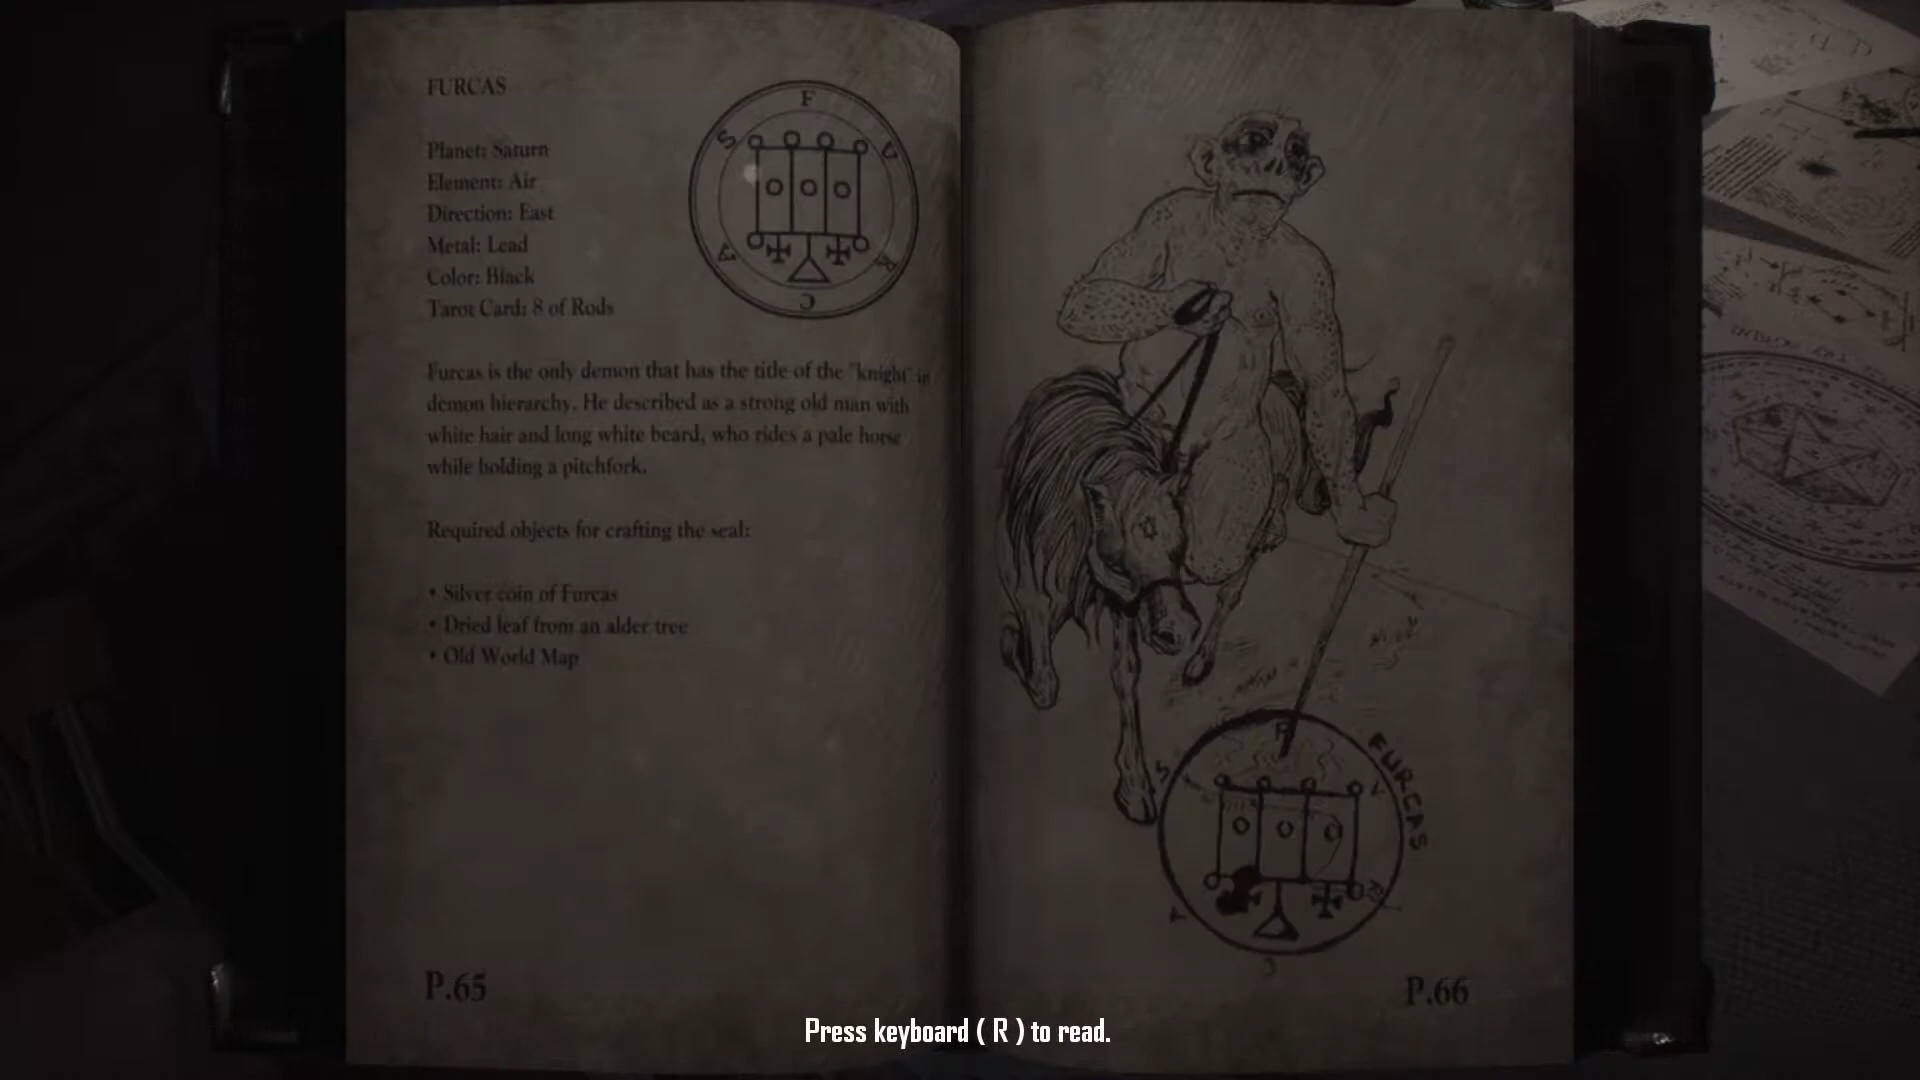 FURCAS
Planet: Saturn
Element: Air
Direction: East
Metal: Lead
Color: Black
Tarot Card: 8 of Rods
F
U
R
C
A
S
Furcas is the only demon that has the title of the "knight" in
demon hierarchy. He described as a strong old man with
white hair and long white beard, who rides a pale horse
while holding a pitchfork.
Required objects for crafting the seal:
• Silver coin of Furcas
• Dried leaf from an alder tree
• Old World Map
P.65
FURCAS
P.66
Press keyboard ( R ) to read.